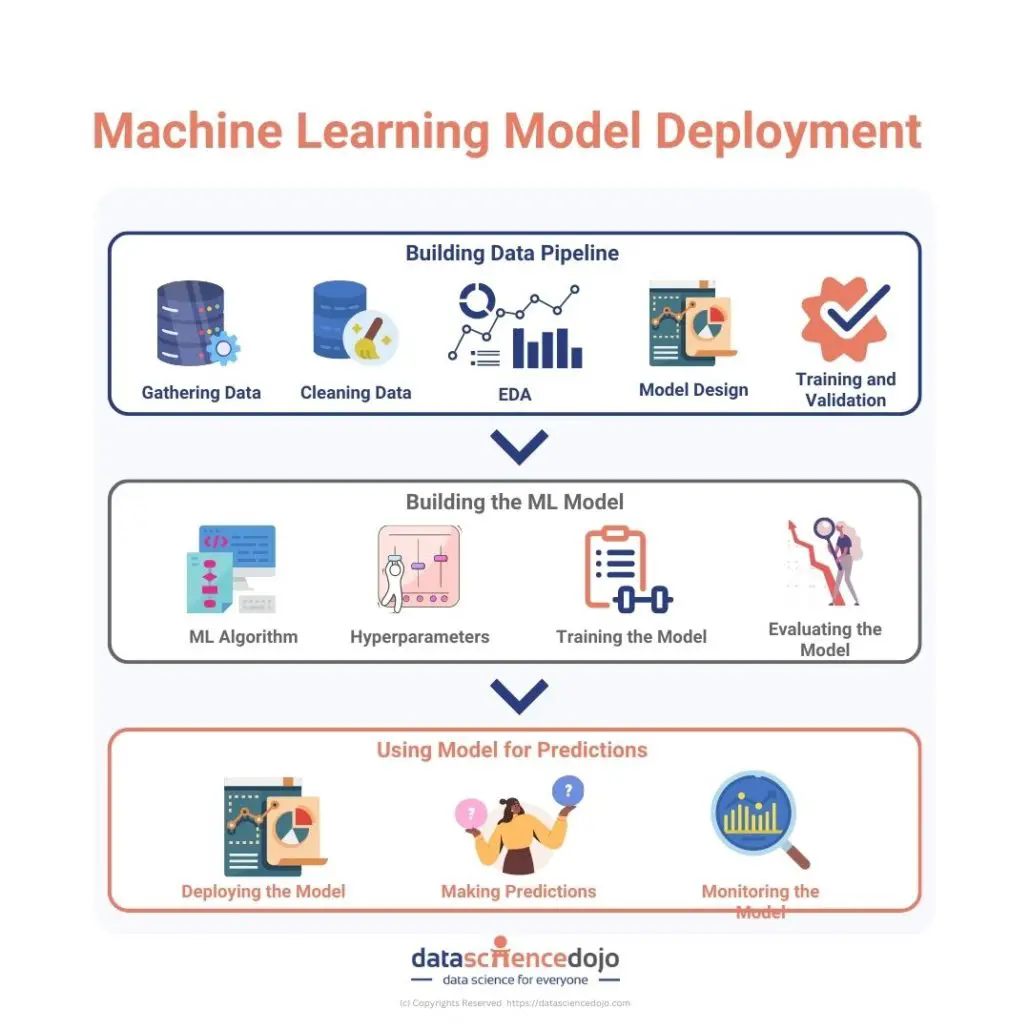 Machine Learning Model Deployment
Building Data Pipeline
Gathering Data
Cleaning Data
EDA
Model Design
Training and
Validation
Building the ML Model
ML Algorithm
Hyperparameters
Training the Model
Evaluating the
Model
Using Model for Predictions
? ?
Deploying the Model
Making Predictions
Monitoring the
Model
datasciencedojo
data science for everyone
(c) Copyrights Reserved https://datasciencedojo.com